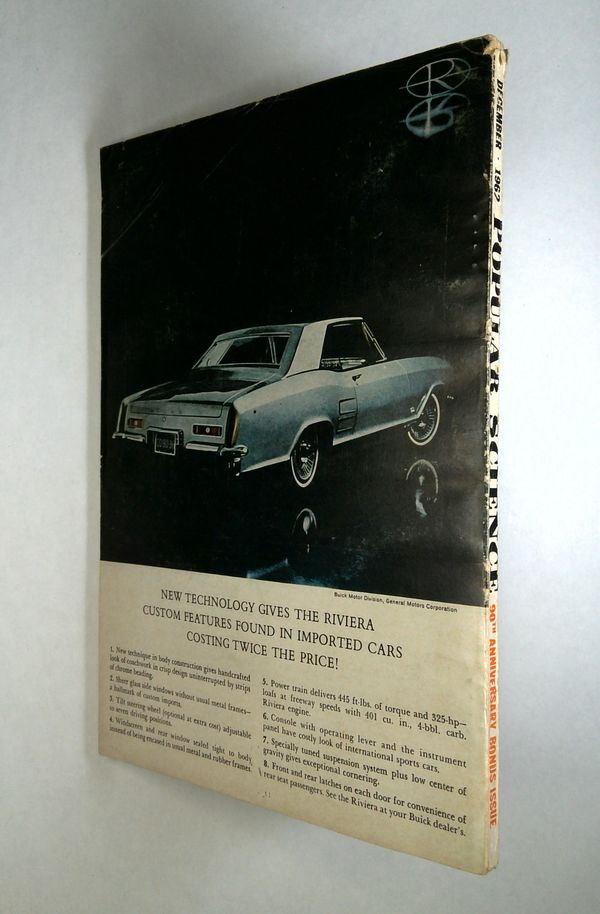 DECEMBER · 1962 POPULAR SCIENCE 90TH ANNIVERSARY BONUS ISSUE
R
Buick Motor Division, General Motors Corporation
NEW TECHNOLOGY GIVES THE RIVIERA
CUSTOM FEATURES FOUND IN IMPORTED CARS
COSTING TWICE THE PRICE!
1. New technique in body construction gives handcrafted
look of coachwork in crisp design uninterrupted by strips
of chrome beading.
2. Sheer glass side windows without usual metal frames—
a hallmark of custom imports.
3. Tilt steering wheel (optional at extra cost) adjustable
to seven driving positions.
4. Windscreen and rear window sealed tight to body,
instead of being encased in usual metal and rubber frames.
5. Power train delivers 445 ft-lbs. of torque and 325-hp—
loafs at freeway speeds with 401 cu. in., 4-bbl. carb.
Riviera engine.
6. Console with operating lever and the instrument
panel have costly look of international sports cars.
7. Specially tuned suspension system plus low center of
gravity gives exceptional cornering.
8. Front and rear latches on each door for convenience of
rear seat passengers. See the Riviera at your Buick dealer's.